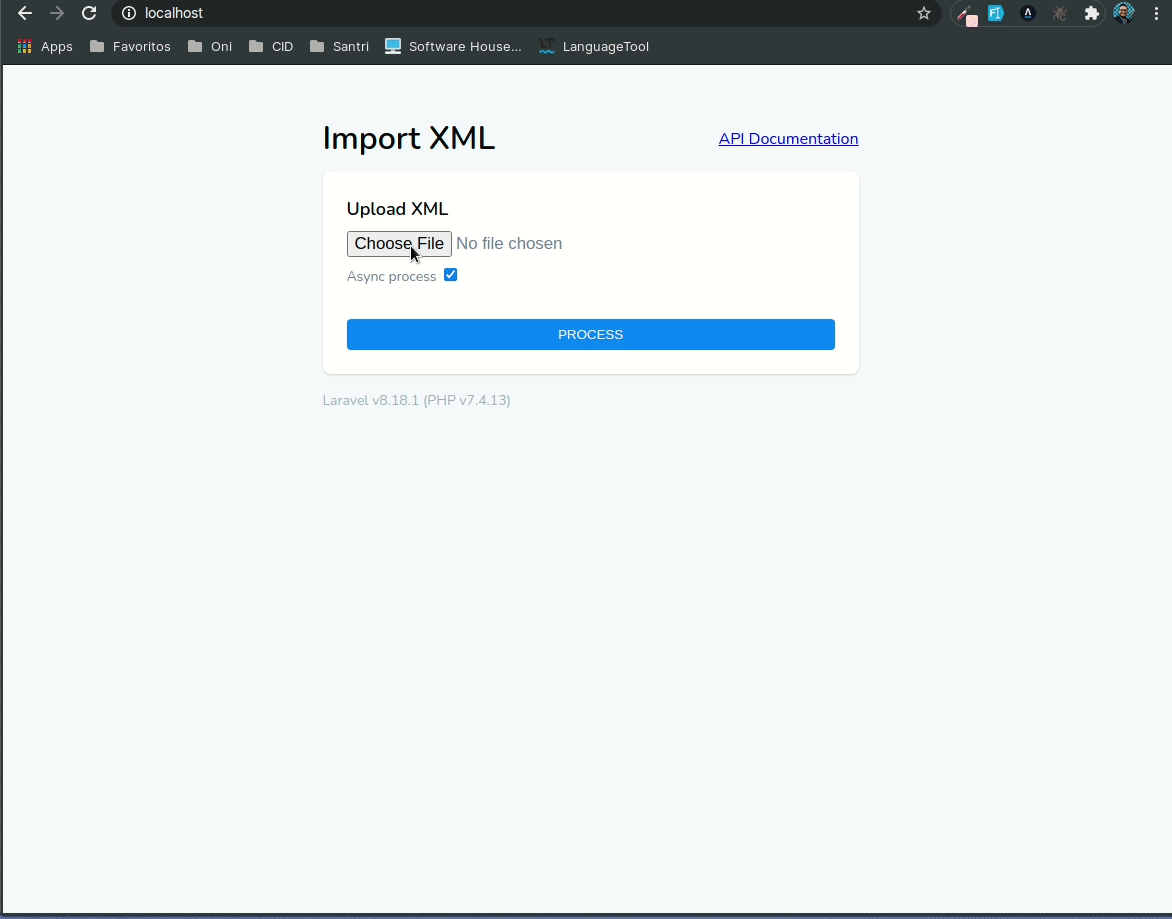 localhost
Apps Favoritos Oni CID Santri Software House... LanguageTool
Import XML API Documentation
Upload XML
Choose File No file chosen
Async process
PROCESS
Laravel v8.18.1 (PHP v7.4.13)